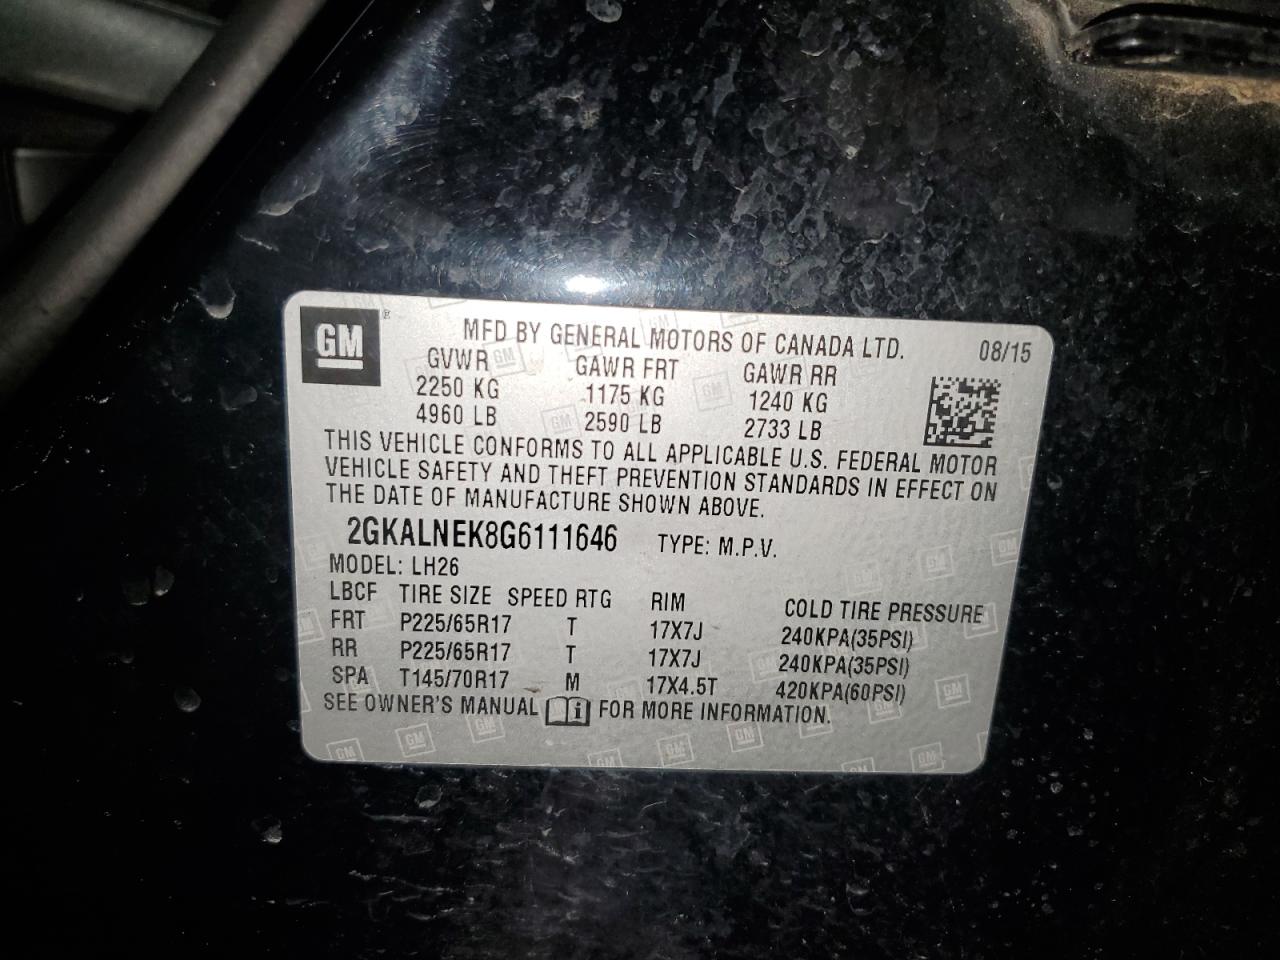 GM ®
MFD BY GENERAL MOTORS OF CANADA LTD. 08/15
GVWR GAWR FRT GAWR RR
2250 KG 1175 KG 1240 KG
4960 LB 2590 LB 2733 LB
THIS VEHICLE CONFORMS TO ALL APPLICABLE U.S. FEDERAL MOTOR
VEHICLE SAFETY AND THEFT PREVENTION STANDARDS IN EFFECT ON
THE DATE OF MANUFACTURE SHOWN ABOVE.
2GKALNEK8G6111646 TYPE: M.P.V.
MODEL: LH26
LBCF TIRE SIZE SPEED RTG RIM COLD TIRE PRESSURE
FRT P225/65R17 T 17X7J 240KPA(35PSI)
RR P225/65R17 T 17X7J 240KPA(35PSI)
SPA T145/70R17 M 17X4.5T 420KPA(60PSI)
SEE OWNER'S MANUAL i FOR MORE INFORMATION.